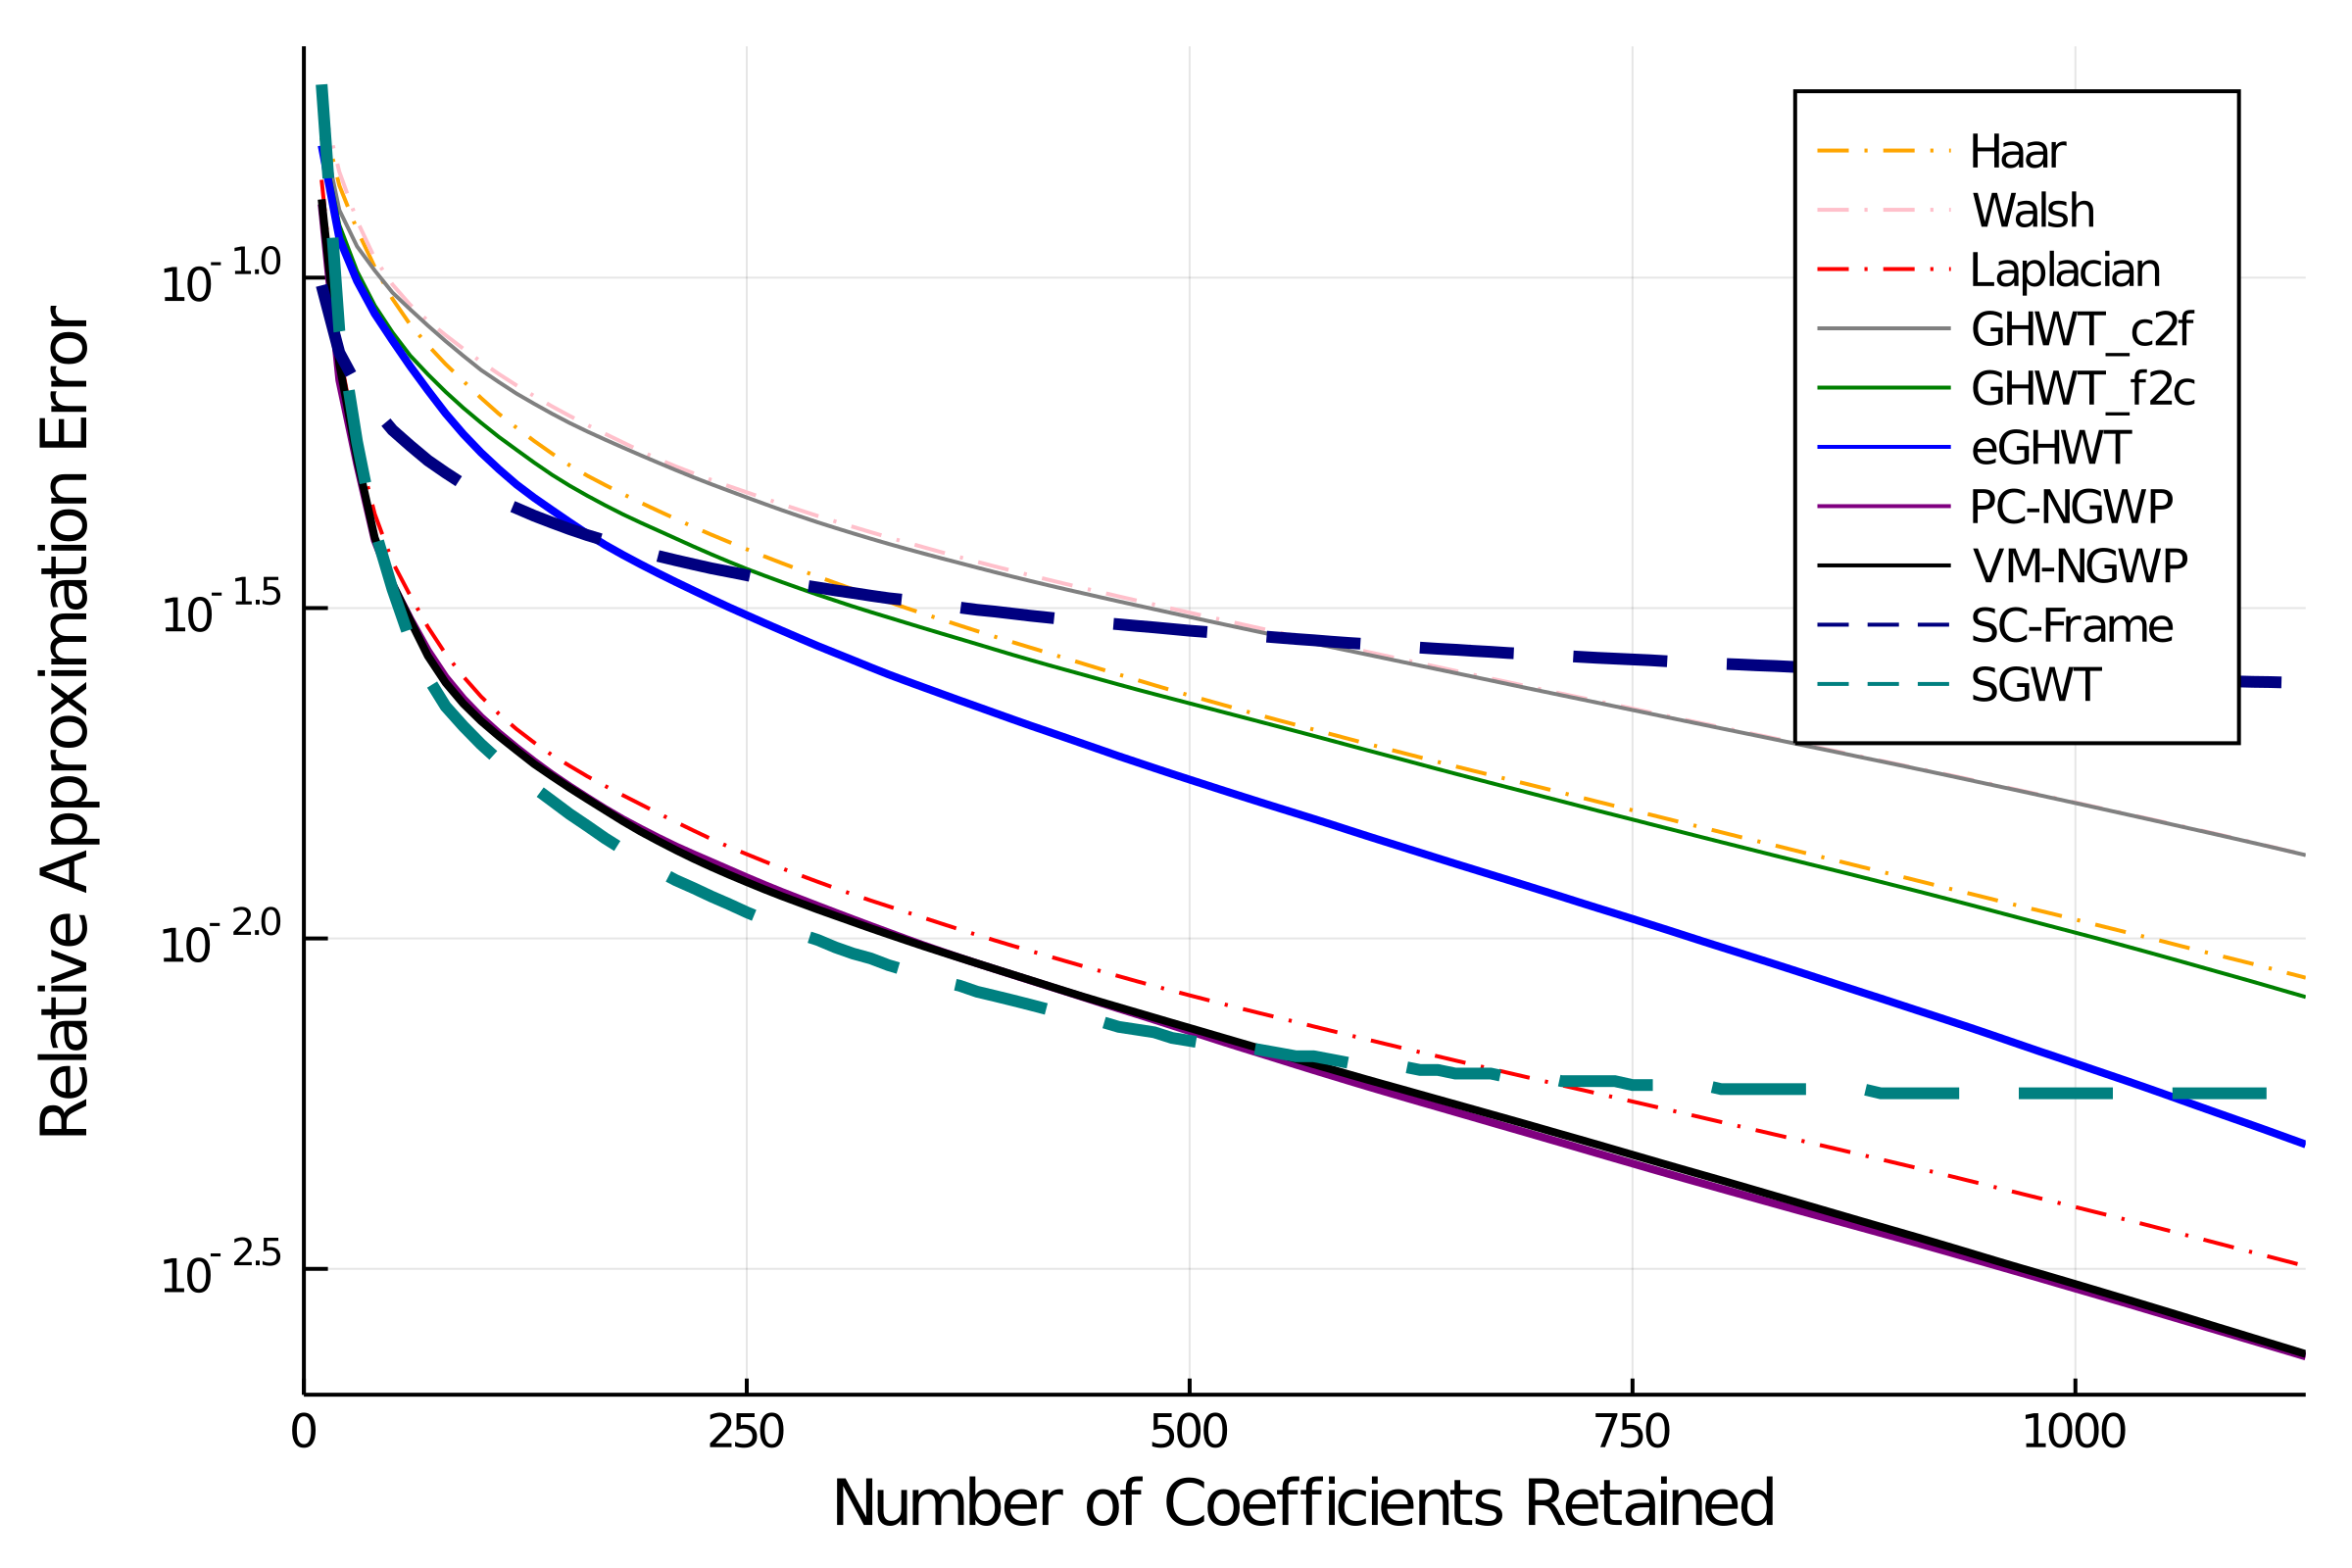 Haar
Walsh
Laplacian
GHWT_c2f
GHWT_f2c
eGHWT
PC-NGWP
VM-NGWP
SC-Frame
SGWT
Relative Approximation Error
10^-1.0
10^-1.5
10^-2.0
10^-2.5
0 250 500 750 1000
Number of Coefficients Retained